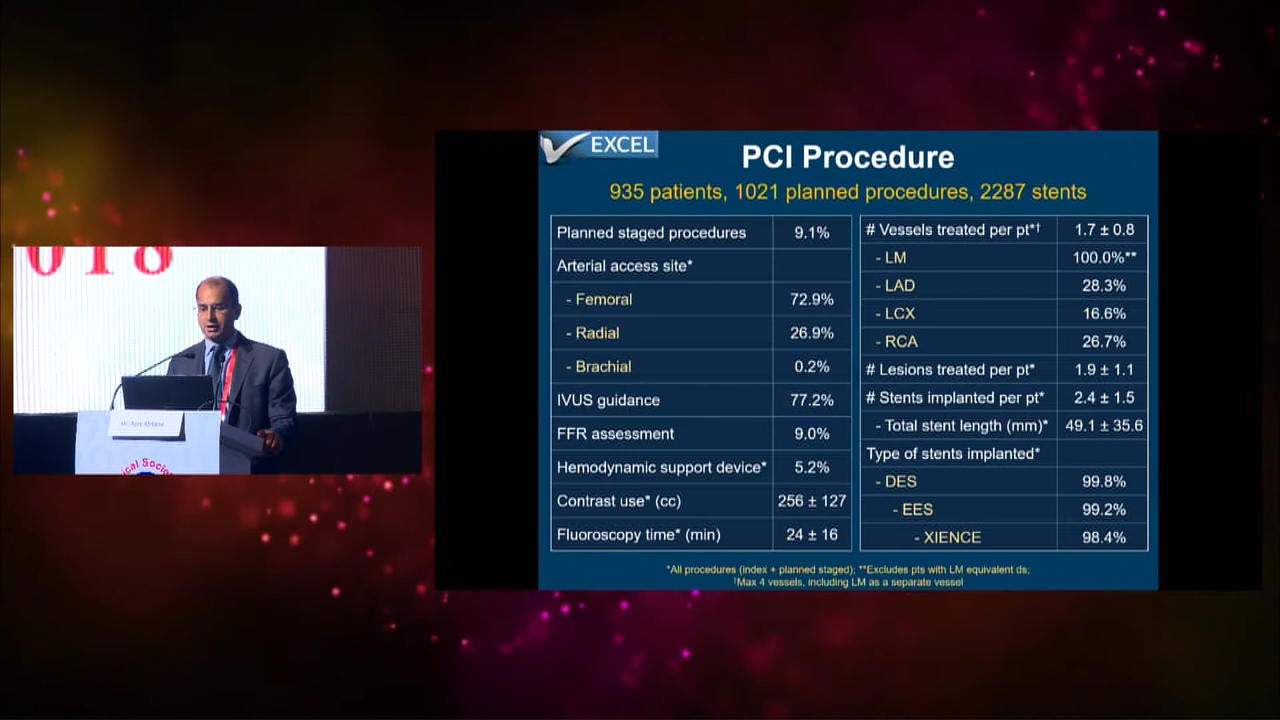 018
Dr. Ajay Kirtane
ical Socie
EXCEL
PCI Procedure
935 patients, 1021 planned procedures, 2287 stents
Planned staged procedures 9.1%
Arterial access site*
- Femoral 72.9%
- Radial 26.9%
- Brachial 0.2%
IVUS guidance 77.2%
FFR assessment 9.0%
Hemodynamic support device* 5.2%
Contrast use* (cc) 256 ± 127
Fluoroscopy time* (min) 24 ± 16
# Vessels treated per pt*† 1.7 ± 0.8
- LM 100.0%**
- LAD 28.3%
- LCX 16.6%
- RCA 26.7%
# Lesions treated per pt* 1.9 ± 1.1
# Stents implanted per pt* 2.4 ± 1.5
- Total stent length (mm)* 49.1 ± 35.6
Type of stents implanted*
- DES 99.8%
- EES 99.2%
- XIENCE 98.4%
*All procedures (index + planned staged); **Excludes pts with LM equivalent ds;
†Max 4 vessels, including LM as a separate vessel